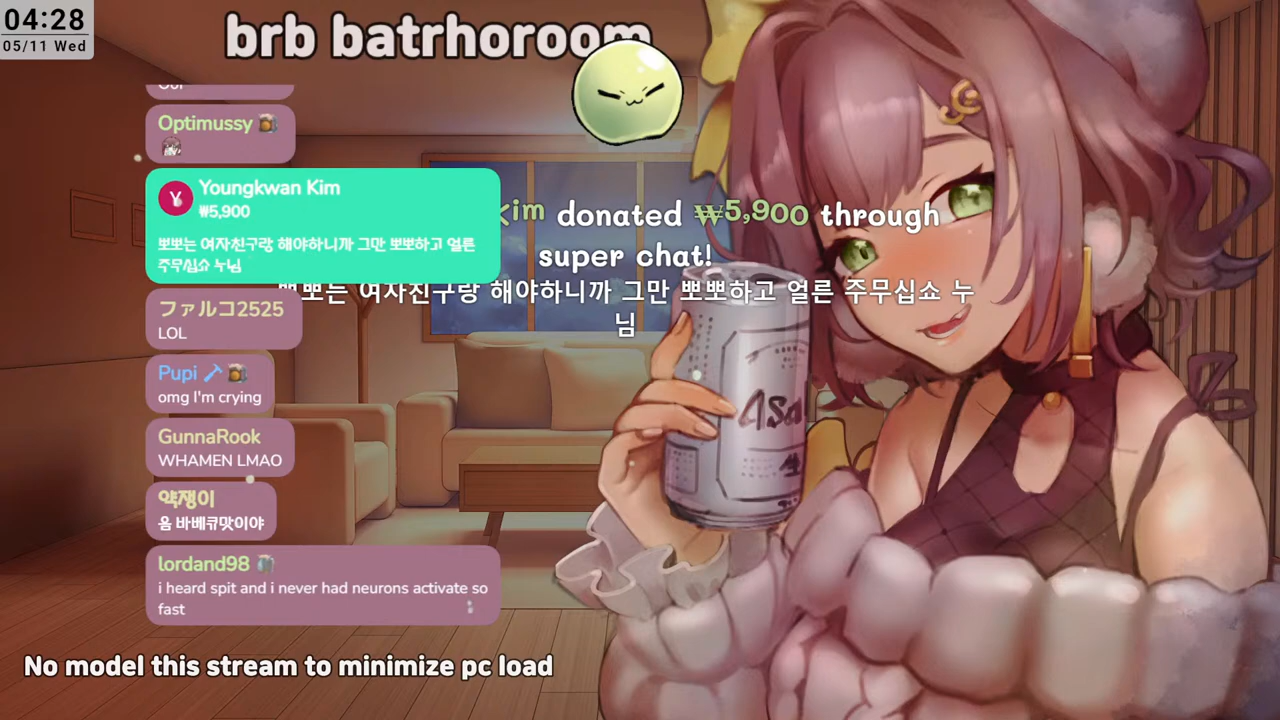 04:28
05/11 Wed
brb batrhoroom
Optimussy
Youngkwan Kim
₩5,900
뽀뽀는 여자친구랑 해야하니까 그만 뽀뽀하고 얼른
주무십쇼 누님
kim donated ₩5,900 through
super chat!
뽀뽀는 여자친구랑 해야하니까 그만 뽀뽀하고 얼른 주무십쇼 누
님
ファルコ2525
LOL
Pupi
omg I'm crying
GunnaRook
WHAMEN LMAO
약쟁이
움 바베큐맛이야
lordand98
i heard spit and i never had neurons activate so
fast
No model this stream to minimize pc load